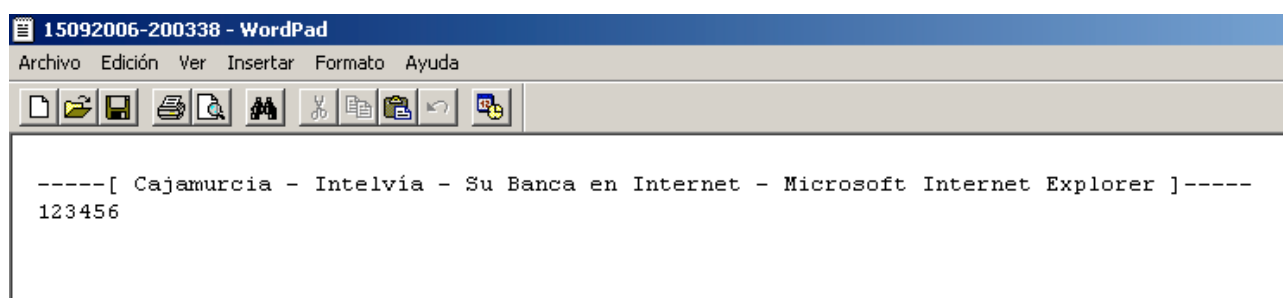 15092006-200338 - WordPad
Archivo Edición Ver Insertar Formato Ayuda
-----[ Cajamurcia - Intelvía - Su Banca en Internet - Microsoft Internet Explorer ]-----
123456